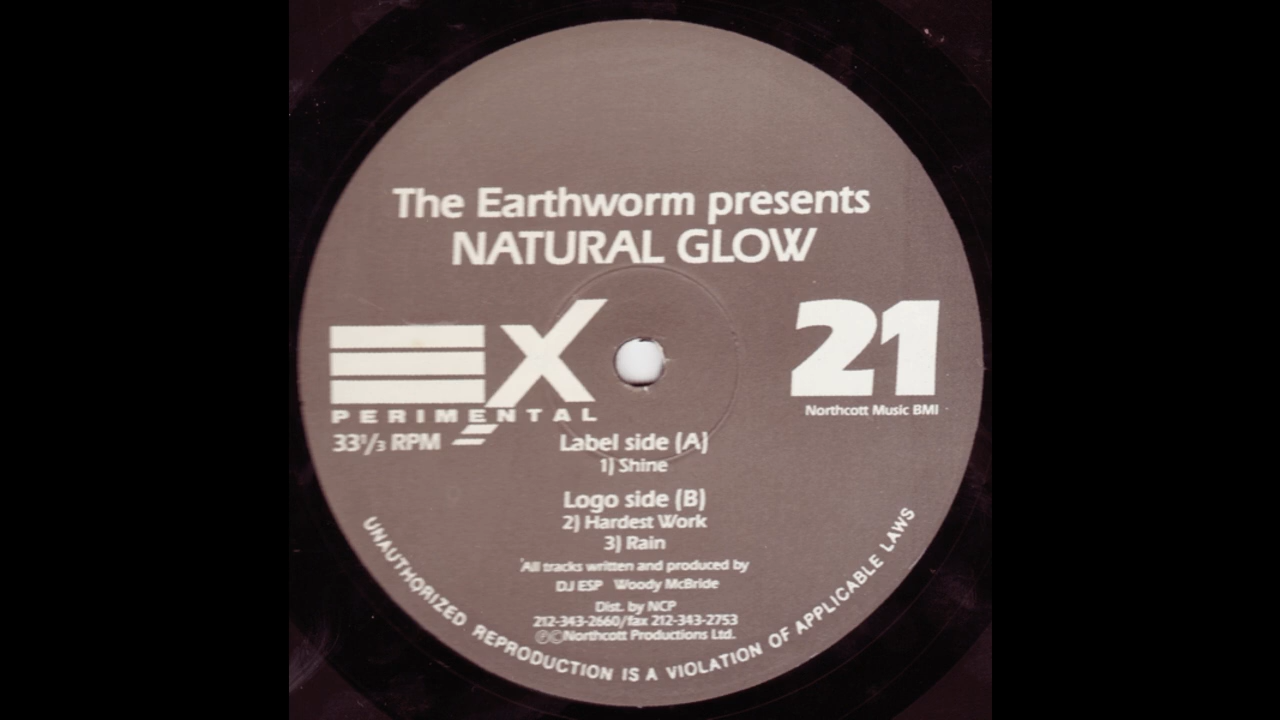 The Earthworm presents
NATURAL GLOW
EX
PERIMENTAL
21
Northcott Music BMI
33⅓ RPM
Label side (A)
1) Shine
Logo side (B)
2) Hardest Work
3) Rain
All tracks written and produced by
DJ ESP Woody McBride
Dist. by NCP
212-343-2660/fax 212-343-2753
ⓅⒸNorthcott Productions Ltd.
UNAUTHORIZED REPRODUCTION IS A VIOLATION OF APPLICABLE LAWS